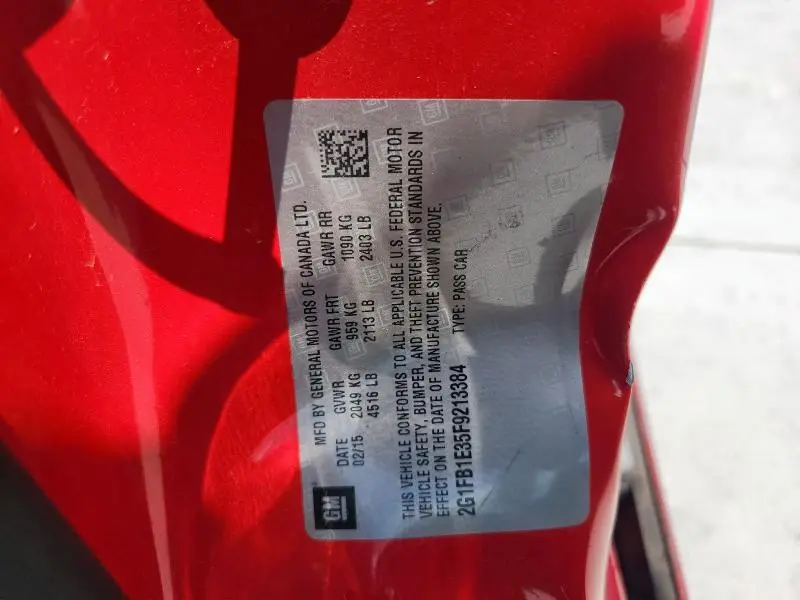 MFD BY GENERAL MOTORS OF CANADA LTD.
DATE GVWR GAWR FRT GAWR RR
02/15 2049 KG 959 KG 1090 KG
4516 LB 2113 LB 2403 LB
THIS VEHICLE CONFORMS TO ALL APPLICABLE U.S. FEDERAL MOTOR
VEHICLE SAFETY, BUMPER, AND THEFT PREVENTION STANDARDS IN
EFFECT ON THE DATE OF MANUFACTURE SHOWN ABOVE.
2G1FB1E35F9213384 TYPE: PASS CAR
GM